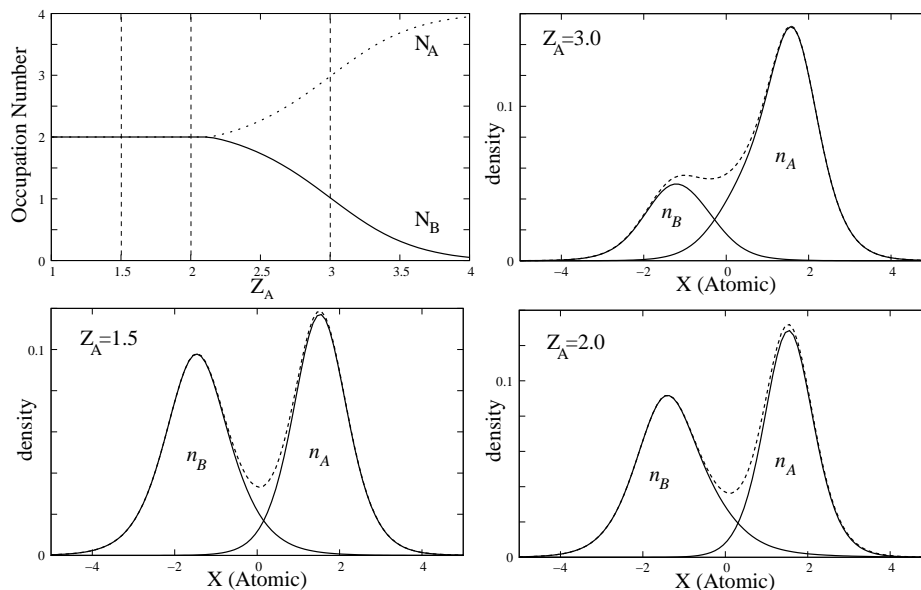 Occupation Number
4
3
2
1
0
1
1.5
2
2.5
3
3.5
4
Z_A
N_A
N_B
Z_A=3.0
density
0.1
0
−4
−2
0
2
4
X (Atomic)
n_B
n_A
Z_A=1.5
density
0.1
0
−4
−2
0
2
4
X (Atomic)
n_B
n_A
Z_A=2.0
density
0.1
0
−4
−2
0
2
4
X (Atomic)
n_B
n_A